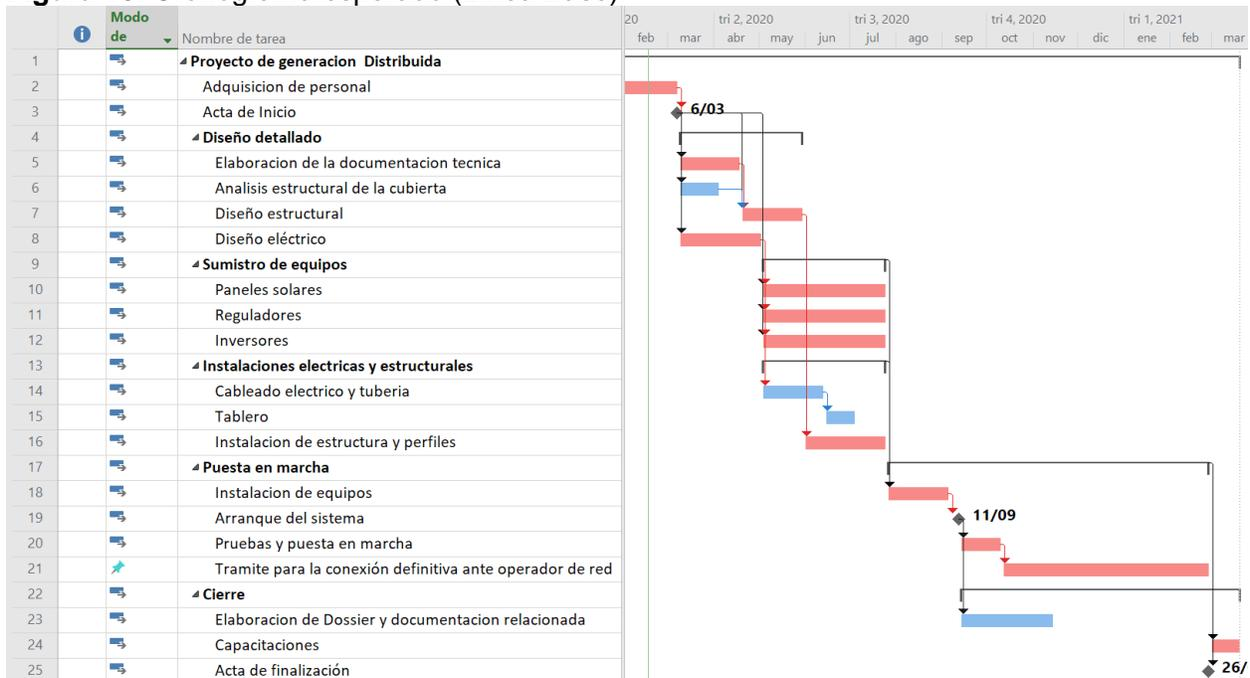 Modo
de
Nombre de tarea
20 tri 2, 2020 tri 3, 2020 tri 4, 2020 tri 1, 2021
feb mar abr may jun jul ago sep oct nov dic ene feb mar
1 Proyecto de generacion Distribuida
2 Adquisicion de personal
3 Acta de Inicio 6/03
4 Diseño detallado
5 Elaboracion de la documentacion tecnica
6 Analisis estructural de la cubierta
7 Diseño estructural
8 Diseño eléctrico
9 Sumistro de equipos
10 Paneles solares
11 Reguladores
12 Inversores
13 Instalaciones electricas y estructurales
14 Cableado electrico y tuberia
15 Tablero
16 Instalacion de estructura y perfiles
17 Puesta en marcha
18 Instalacion de equipos
19 Arranque del sistema 11/09
20 Pruebas y puesta en marcha
21 Tramite para la conexión definitiva ante operador de red
22 Cierre
23 Elaboracion de Dossier y documentacion relacionada
24 Capacitaciones
25 Acta de finalización 26/